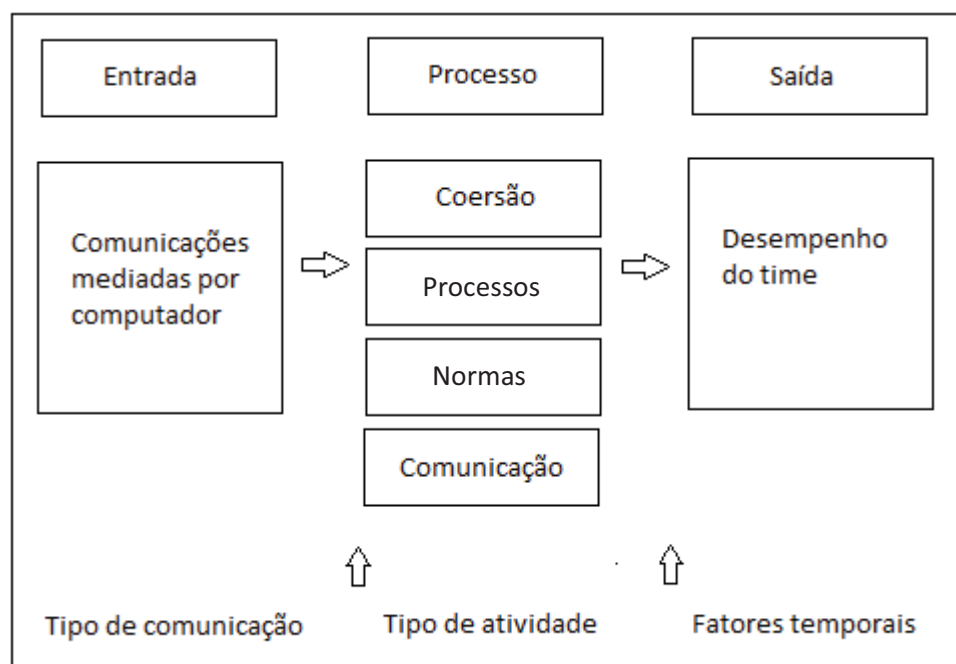 Entrada
Processo
Saída
Comunicações
mediadas por
computador
Coersão
Processos
Normas
Comunicação
Desempenho
do time
Tipo de comunicação
Tipo de atividade
Fatores temporais